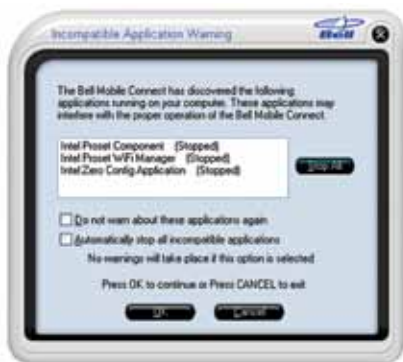 Incompatible Application Warning
Bell
The Bell Mobile Connect has discovered the following
applications running on your computer. These applications may
interfere with the proper operation of the Bell Mobile Connect.
Intel Proset Component (Stopped)
Intel Proset WiFi Manager (Stopped)
Intel Zero Config Application (Stopped)
Stop All
Do not warn about these applications again
Automatically stop all incompatible applications
No warnings will take place if this option is selected
Press OK to continue or Press CANCEL to exit
OK
Cancel